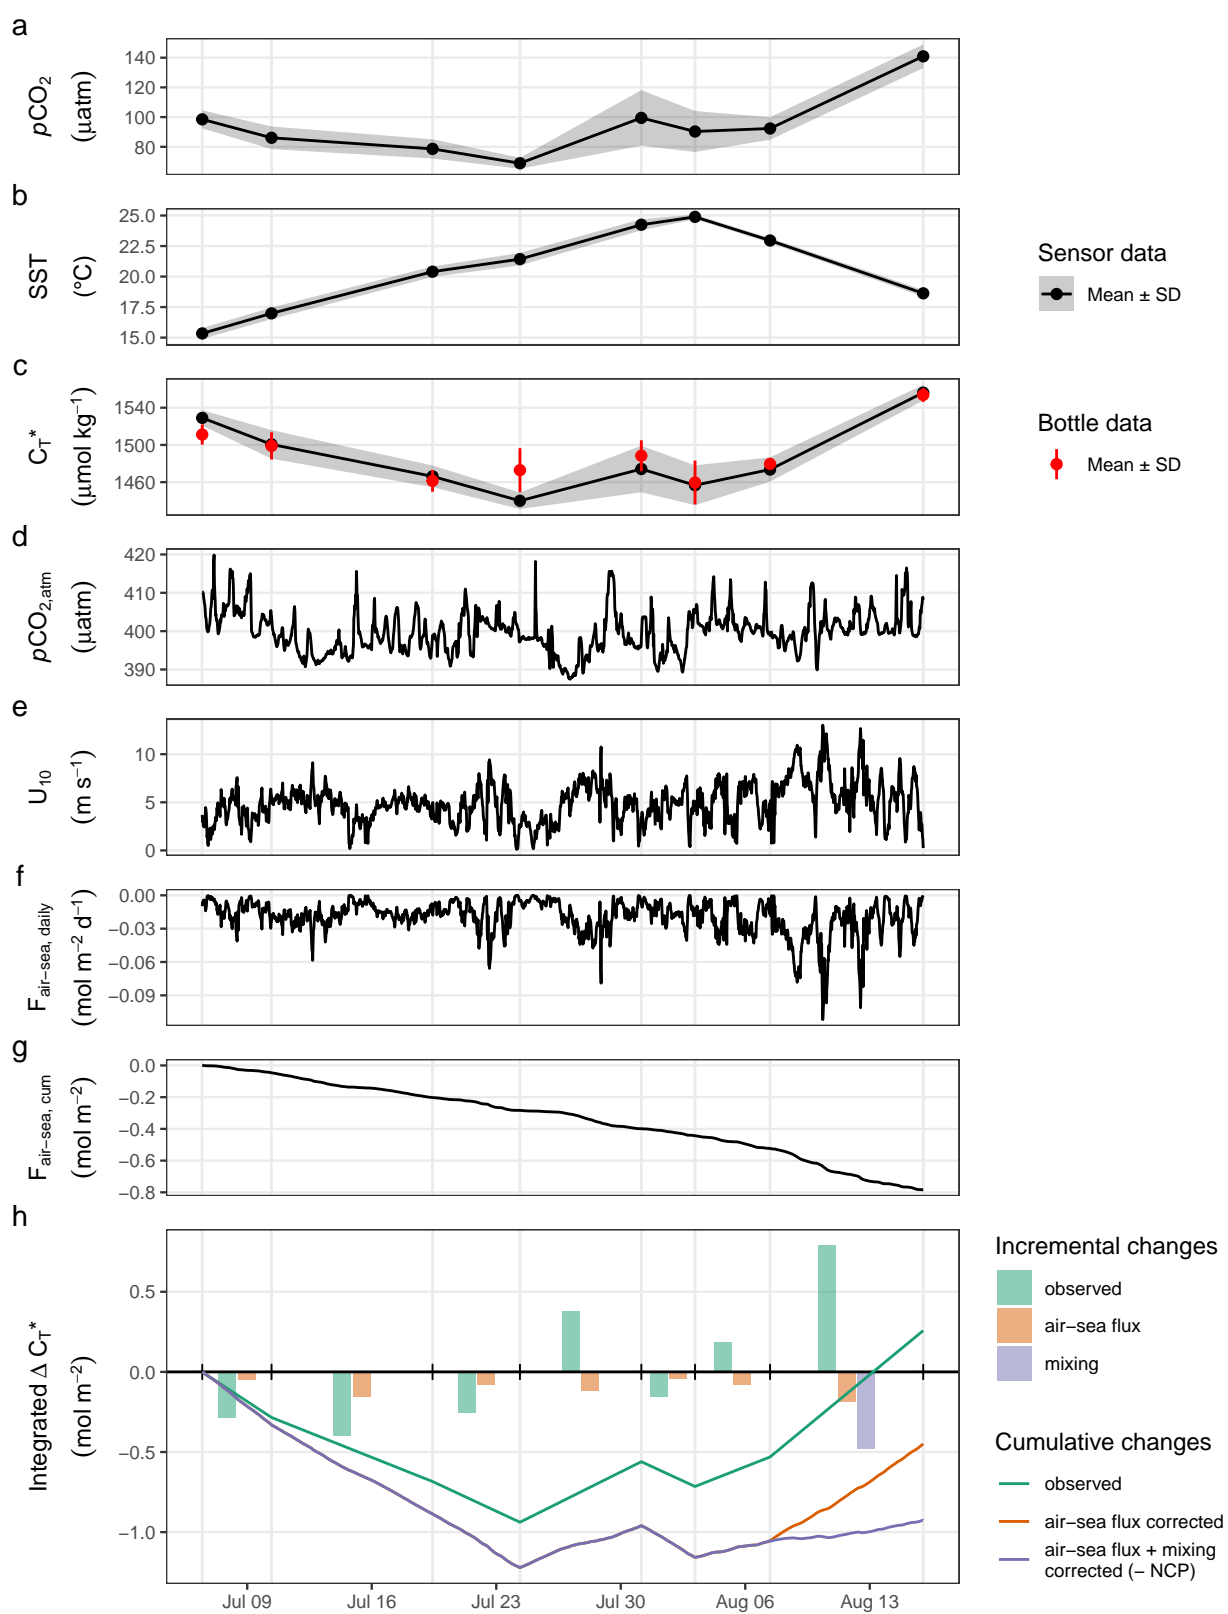 a
pCO₂
(µatm)
140
120
100
80
b
SST
(°C)
25.0
22.5
20.0
17.5
15.0
Sensor data
Mean ± SD
c
C_T*
(µmol kg⁻¹)
1540
1500
1460
Bottle data
Mean ± SD
d
pCO₂,atm
(µatm)
420
410
400
390
e
U₁₀
(m s⁻¹)
10
5
0
f
F air−sea, daily
(mol m⁻² d⁻¹)
0.00
−0.03
−0.06
−0.09
g
F air−sea, cum
(mol m⁻²)
0.0
−0.2
−0.4
−0.6
−0.8
h
Integrated Δ C_T*
(mol m⁻²)
0.5
0.0
−0.5
−1.0
Jul 09 Jul 16 Jul 23 Jul 30 Aug 06 Aug 13
Incremental changes
observed
air−sea flux
mixing
Cumulative changes
observed
air−sea flux corrected
air−sea flux + mixing
corrected (− NCP)